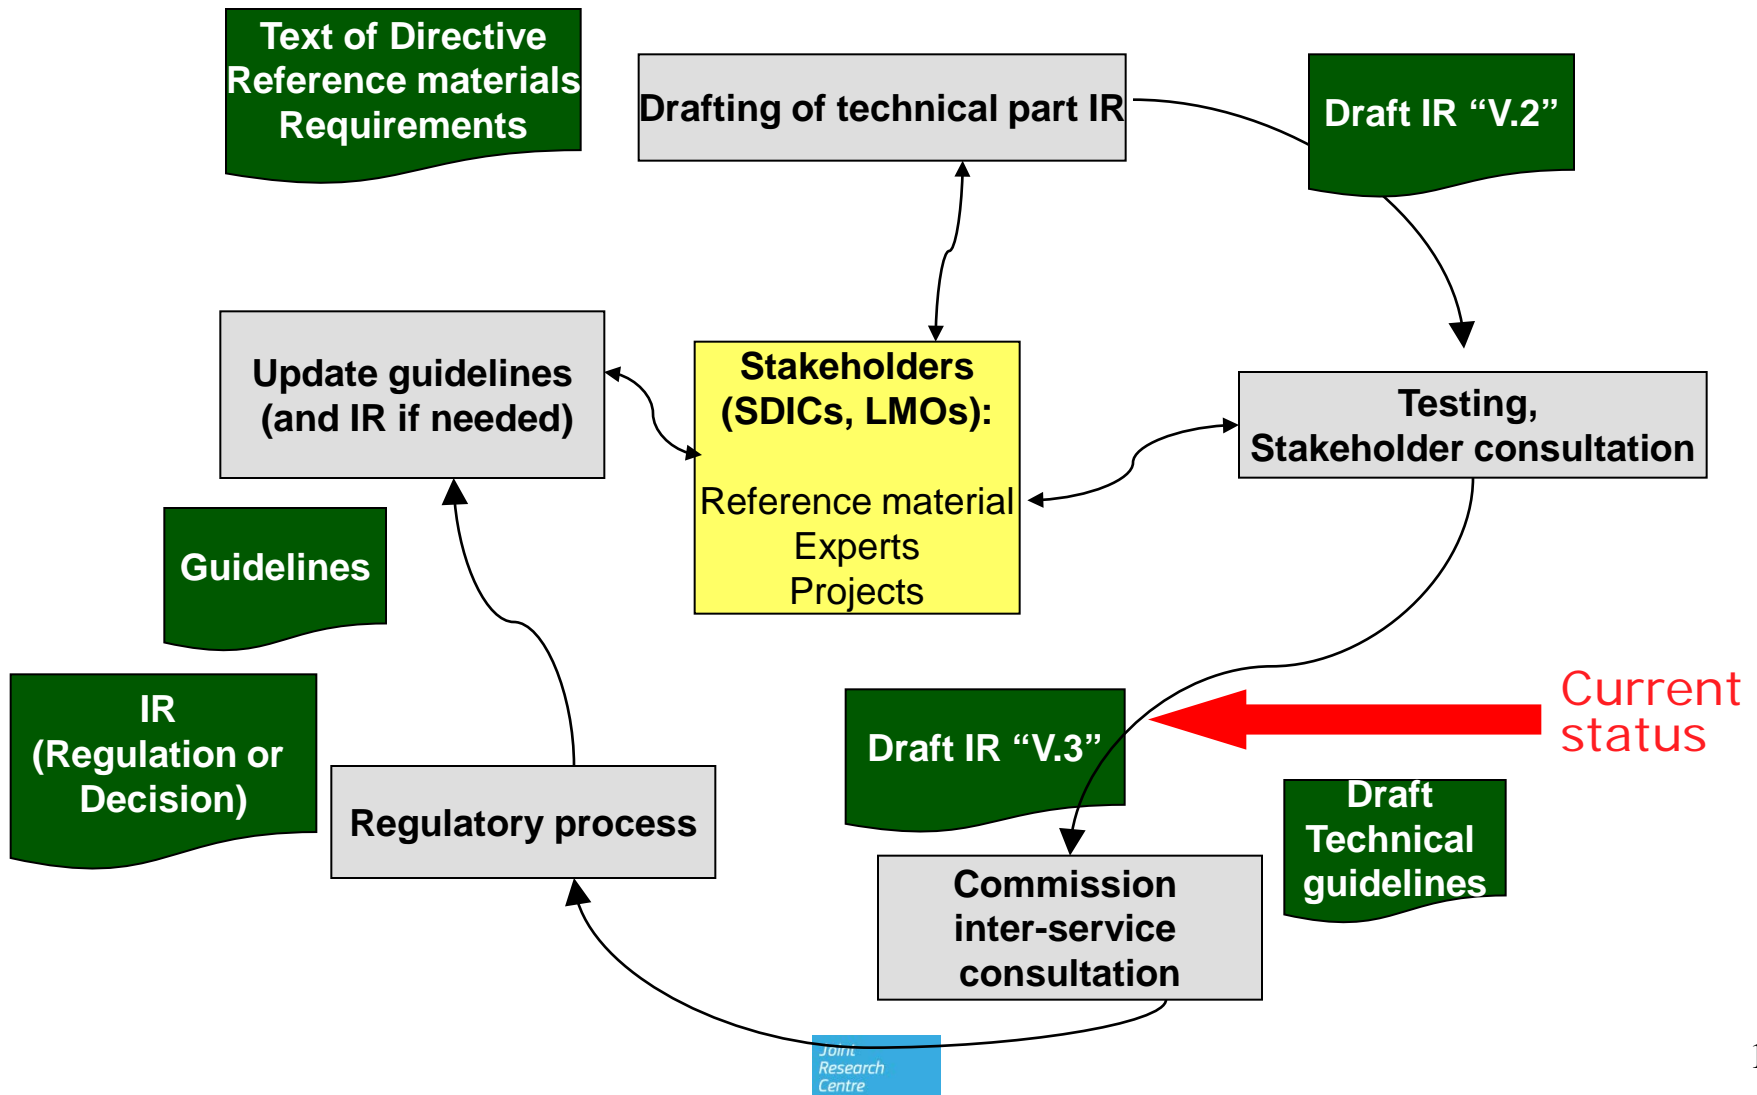 Text of Directive
Reference materials
Requirements
Drafting of technical part IR
Draft IR “V.2”
Update guidelines
(and IR if needed)
Stakeholders
(SDICs, LMOs):
Reference material
Experts
Projects
Testing,
Stakeholder consultation
Guidelines
IR
(Regulation or
Decision)
Regulatory process
Draft IR “V.3”
Current
status
Draft
Technical
guidelines
Commission
inter-service
consultation
Joint
Research
Centre
1